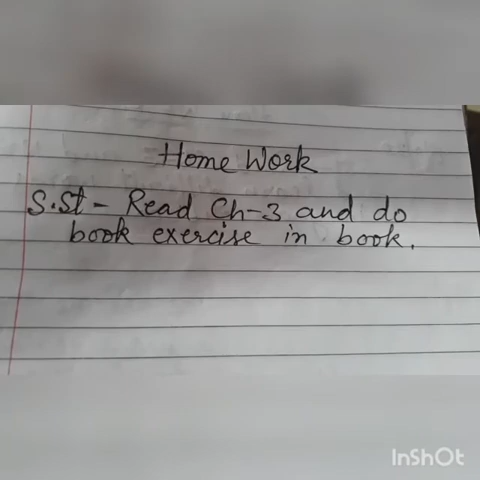 Home Work
S.St - Read Ch-3 and do
book exercise in book.
InShOt